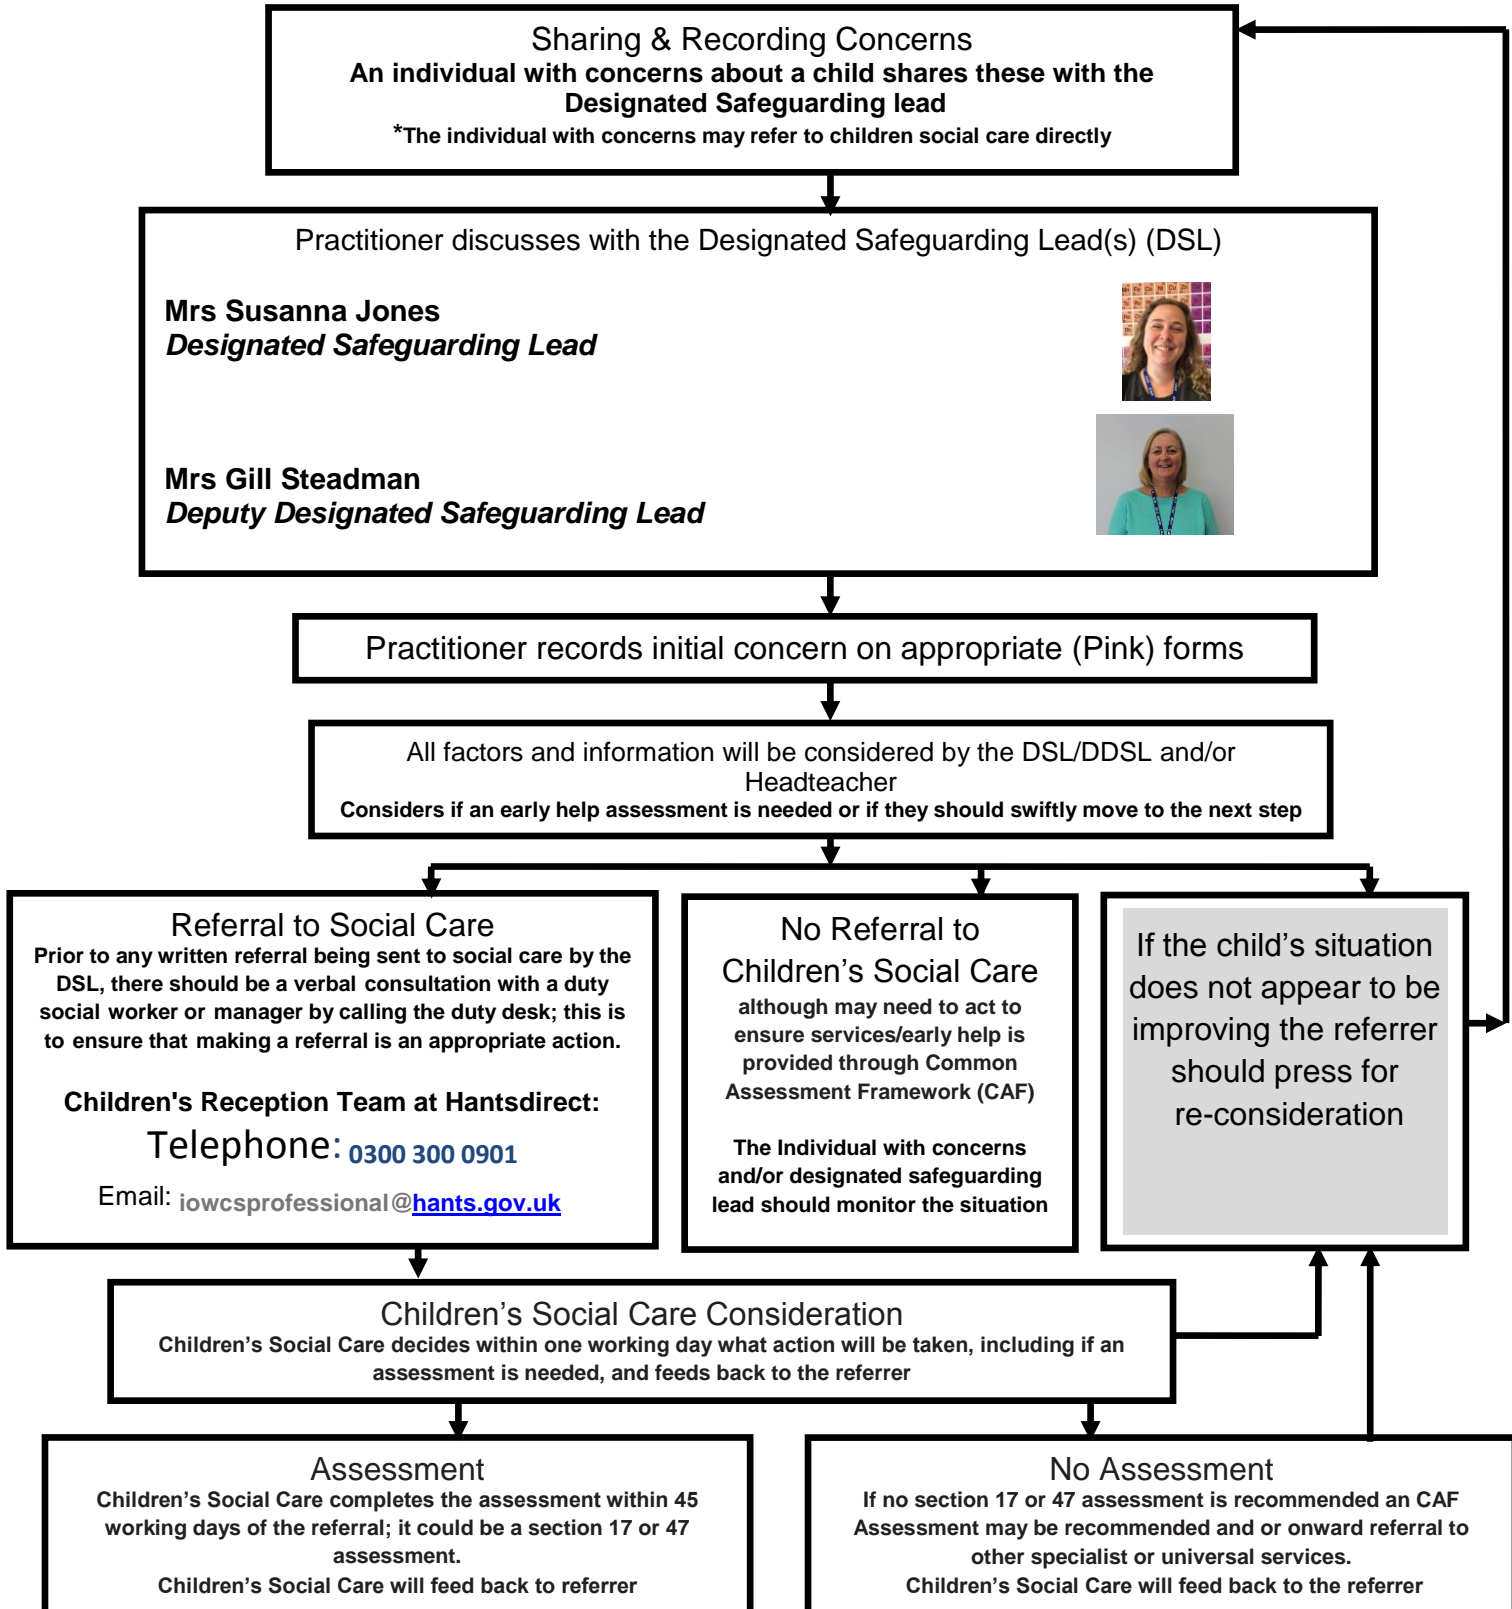 Sharing & Recording Concerns
An individual with concerns about a child shares these with the
Designated Safeguarding lead
*The individual with concerns may refer to children social care directly
Practitioner discusses with the Designated Safeguarding Lead(s) (DSL)
Mrs Susanna Jones
Designated Safeguarding Lead
Mrs Gill Steadman
Deputy Designated Safeguarding Lead
Practitioner records initial concern on appropriate (Pink) forms
All factors and information will be considered by the DSL/DDSL and/or
Headteacher
Considers if an early help assessment is needed or if they should swiftly move to the next step
Referral to Social Care
Prior to any written referral being sent to social care by the
DSL, there should be a verbal consultation with a duty
social worker or manager by calling the duty desk; this is
to ensure that making a referral is an appropriate action.
Children's Reception Team at Hantsdirect:
Telephone: 0300 300 0901
Email: iowcsprofessional@hants.gov.uk
No Referral to
Children's Social Care
although may need to act to
ensure services/early help is
provided through Common
Assessment Framework (CAF)
The Individual with concerns
and/or designated safeguarding
lead should monitor the situation
If the child's situation
does not appear to be
improving the referrer
should press for
re-consideration
Children's Social Care Consideration
Children's Social Care decides within one working day what action will be taken, including if an
assessment is needed, and feeds back to the referrer
Assessment
Children's Social Care completes the assessment within 45
working days of the referral; it could be a section 17 or 47
assessment.
Children's Social Care will feed back to referrer
No Assessment
If no section 17 or 47 assessment is recommended an CAF
Assessment may be recommended and or onward referral to
other specialist or universal services.
Children's Social Care will feed back to the referrer